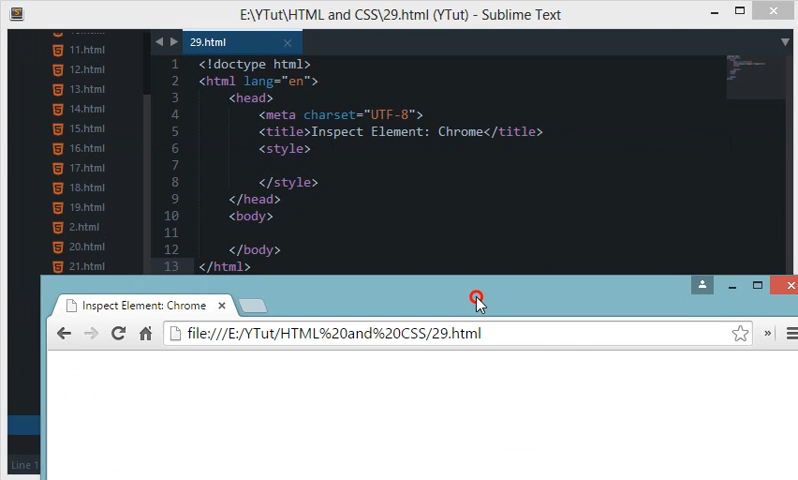 E:\YTut\HTML and CSS\29.html (YTut) - Sublime Text
11.html
12.html
13.html
14.html
15.html
16.html
17.html
18.html
19.html
2.html
20.html
21.html
29.html
1 <!doctype html>
2 <html lang="en">
3 <head>
4 <meta charset="UTF-8">
5 <title>Inspect Element: Chrome</title>
6 <style>
7
8 </style>
9 </head>
10 <body>
11
12 </body>
13 </html>
Line 1
Inspect Element: Chrome
file:///E:/YTut/HTML%20and%20CSS/29.html